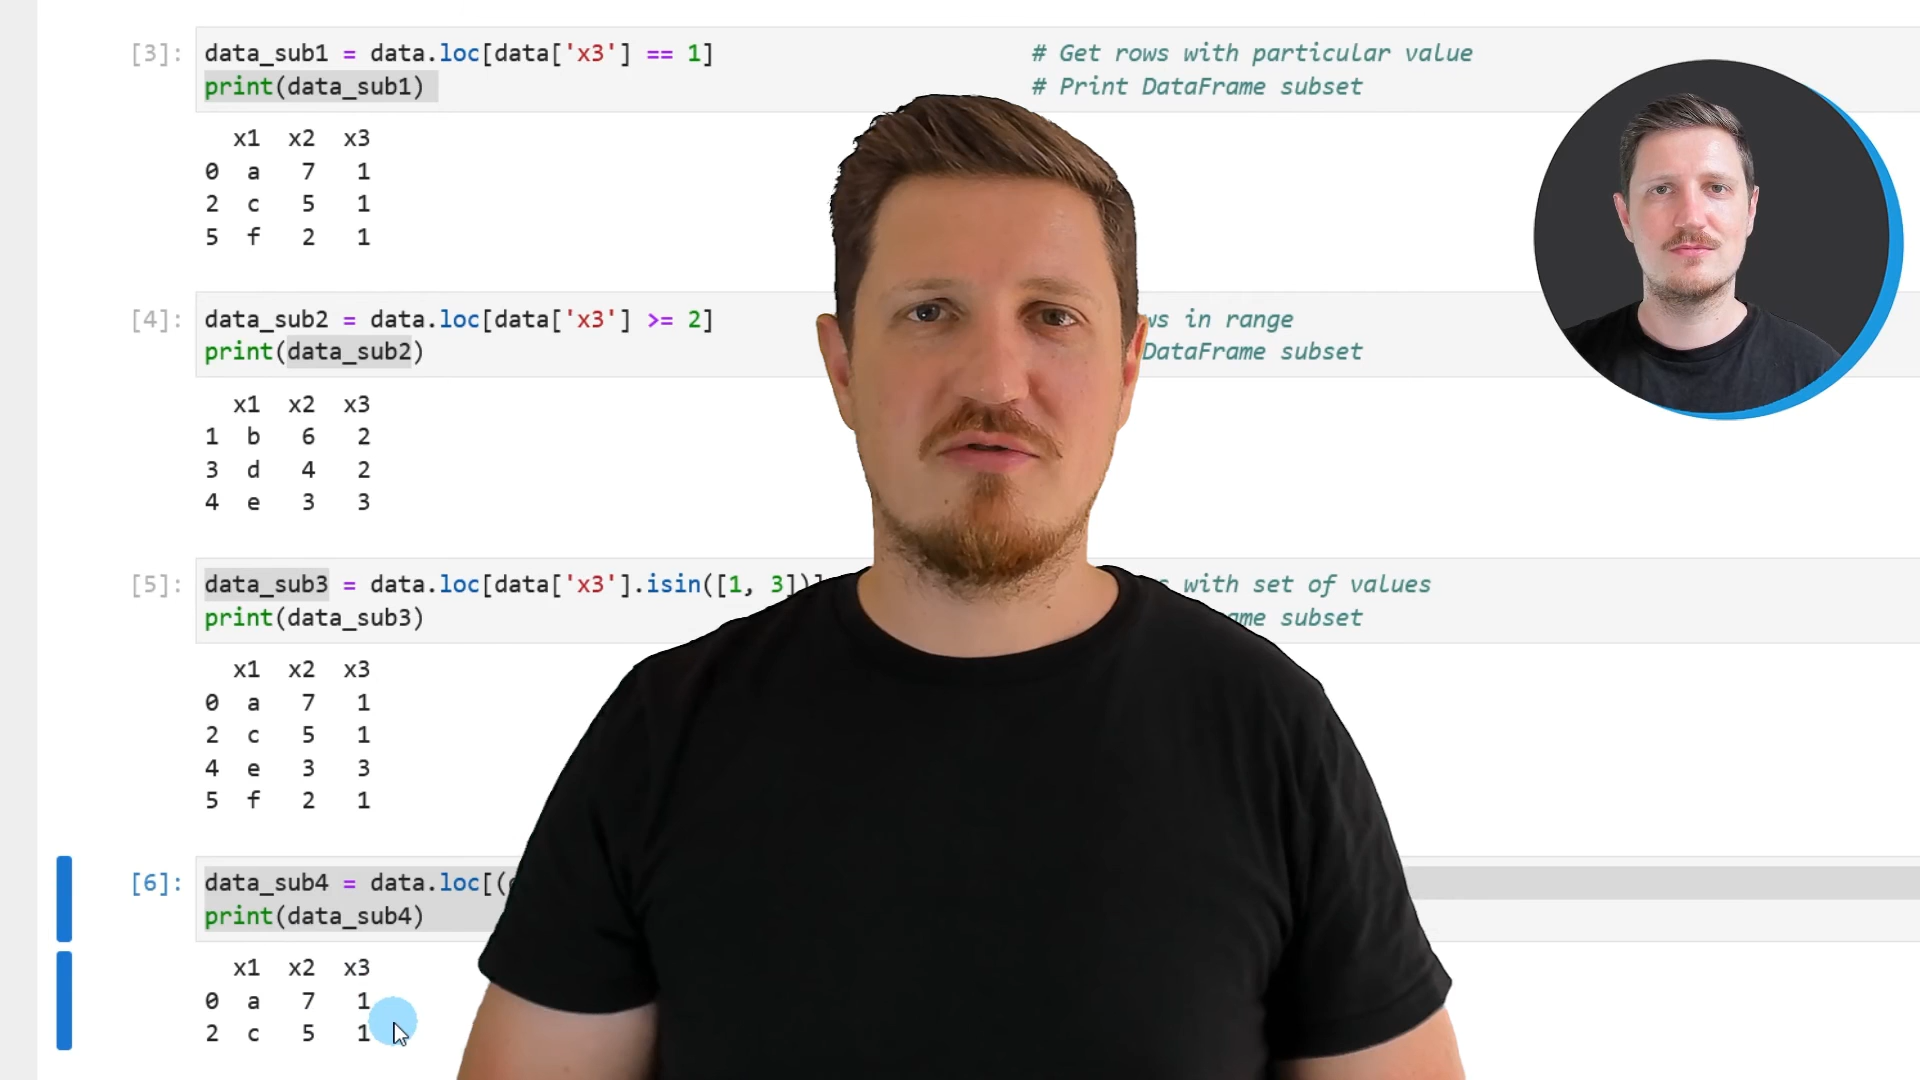 [3]: data_sub1 = data.loc[data['x3'] == 1] # Get rows with particular value
print(data_sub1) # Print DataFrame subset
x1 x2 x3
0 a 7 1
2 c 5 1
5 f 2 1
[4]: data_sub2 = data.loc[data['x3'] >= 2] in range
print(data_sub2) DataFrame subset
x1 x2 x3
1 b 6 2
3 d 4 2
4 e 3 3
[5]: data_sub3 = data.loc[data['x3'].isin([1, 3])] with set of values
print(data_sub3) subset
x1 x2 x3
0 a 7 1
2 c 5 1
4 e 3 3
5 f 2 1
[6]: data_sub4 = data.loc[(
print(data_sub4)
x1 x2 x3
0 a 7 1
2 c 5 1